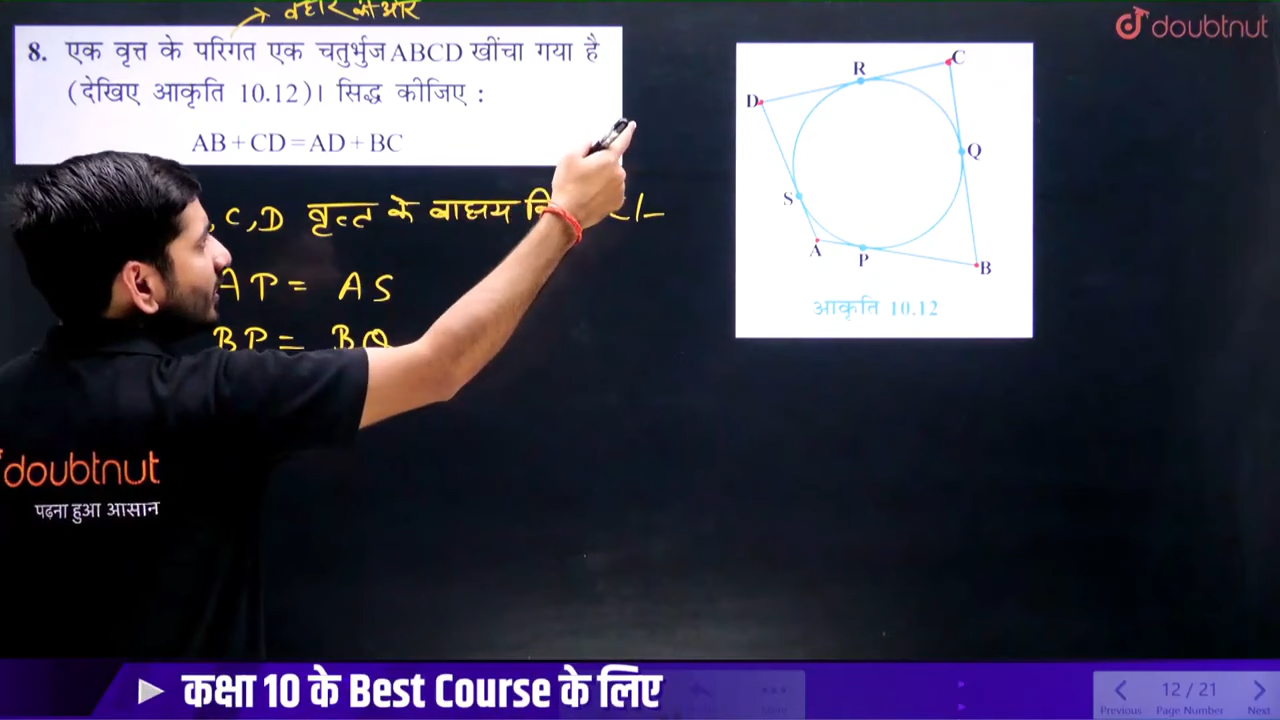 doubtnut
8. एक वृत्त के परिगत एक चतुर्भुज ABCD खींचा गया है
(देखिए आकृति 10.12)। सिद्ध कीजिए :
AB + CD = AD + BC
C, D वृत्त के बाह्रय
AP = AS
BP = BQ
D
R
C
Q
S
A
P
B
आकृति 10.12
doubtnut
पढ़ना हुआ आसान
कक्षा 10 के Best Course के लिए
12 / 21
Previous
Page Number
Next